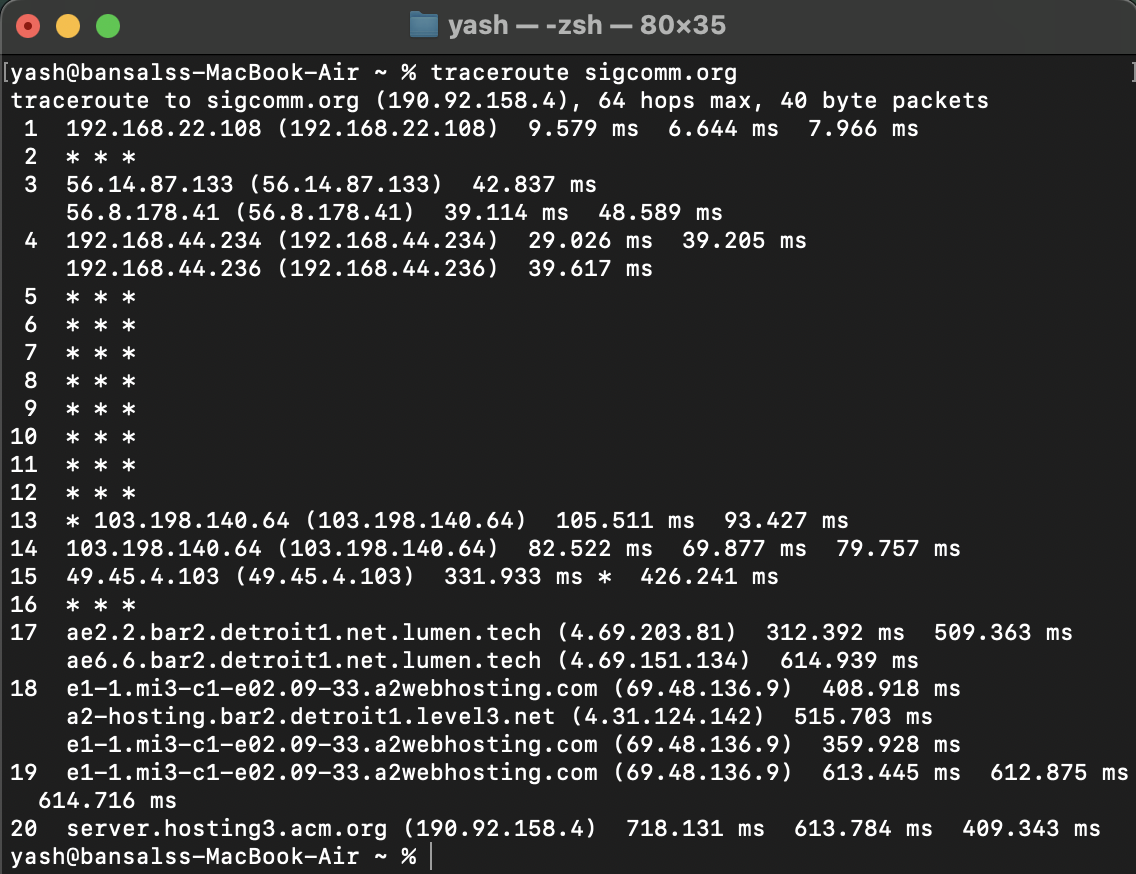 yash — -zsh — 80×35
yash@bansalss-MacBook-Air ~ % traceroute sigcomm.org
traceroute to sigcomm.org (190.92.158.4), 64 hops max, 40 byte packets
 1  192.168.22.108 (192.168.22.108)  9.579 ms  6.644 ms  7.966 ms
 2  * * *
 3  56.14.87.133 (56.14.87.133)  42.837 ms
    56.8.178.41 (56.8.178.41)  39.114 ms  48.589 ms
 4  192.168.44.234 (192.168.44.234)  29.026 ms  39.205 ms
    192.168.44.236 (192.168.44.236)  39.617 ms
 5  * * *
 6  * * *
 7  * * *
 8  * * *
 9  * * *
10  * * *
11  * * *
12  * * *
13  * 103.198.140.64 (103.198.140.64)  105.511 ms  93.427 ms
14  103.198.140.64 (103.198.140.64)  82.522 ms  69.877 ms  79.757 ms
15  49.45.4.103 (49.45.4.103)  331.933 ms *  426.241 ms
16  * * *
17  ae2.2.bar2.detroit1.net.lumen.tech (4.69.203.81)  312.392 ms  509.363 ms
    ae6.6.bar2.detroit1.net.lumen.tech (4.69.151.134)  614.939 ms
18  e1-1.mi3-c1-e02.09-33.a2webhosting.com (69.48.136.9)  408.918 ms
    a2-hosting.bar2.detroit1.level3.net (4.31.124.142)  515.703 ms
    e1-1.mi3-c1-e02.09-33.a2webhosting.com (69.48.136.9)  359.928 ms
19  e1-1.mi3-c1-e02.09-33.a2webhosting.com (69.48.136.9)  613.445 ms  612.875 ms
  614.716 ms
20  server.hosting3.acm.org (190.92.158.4)  718.131 ms  613.784 ms  409.343 ms
yash@bansalss-MacBook-Air ~ %